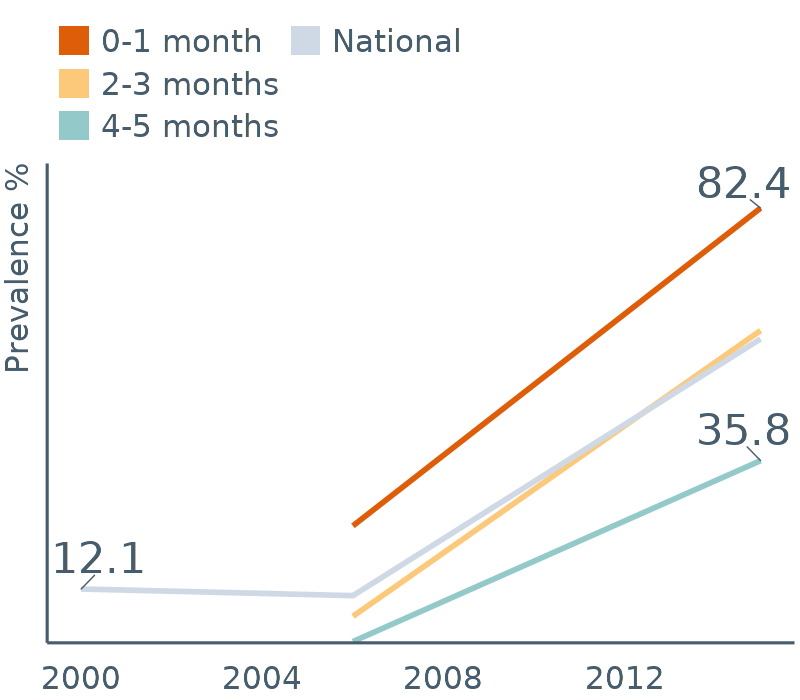 0-1 month
National
2-3 months
4-5 months
Prevalence %
82.4
35.8
12.1
2000 2004 2008 2012